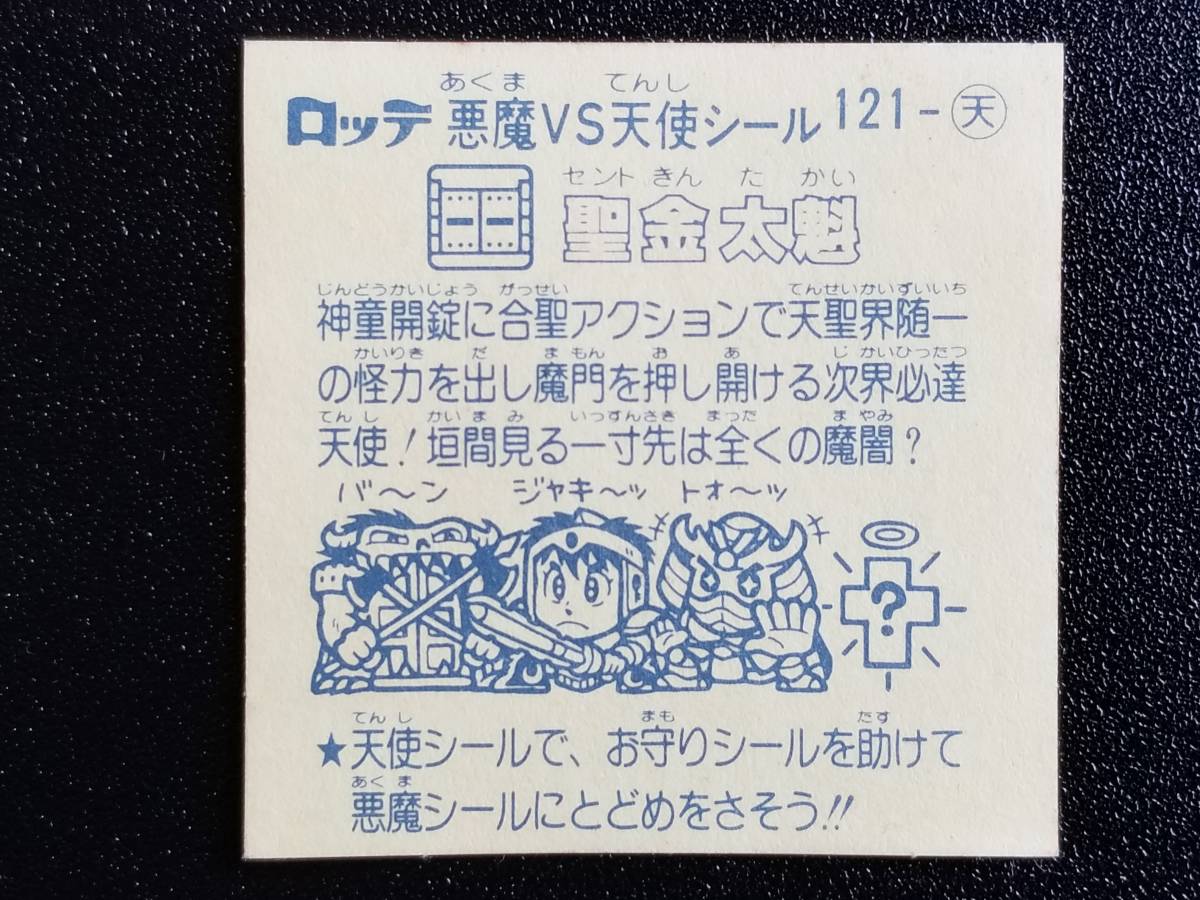 あくま てんし
ロッテ 悪魔VS天使シール 121-天
セント きん た かい
聖金太魁
じんどうかいじょう がっせい てんせいかいずいいち
神童開錠に合聖アクションで天聖界随一
かいりき だ ま もん お あ じ かいひったつ
の怪力を出し魔門を押し開ける次界必達
てん し かい ま み いっすんさき まった ま やみ
天使!垣間見る一寸先は全くの魔闇?
バ〜ン ジャキ〜ッ トォ〜ッ
?
てん し まも たす
★天使シールで、お守りシールを助けて
あく ま
悪魔シールにとどめをさそう!!